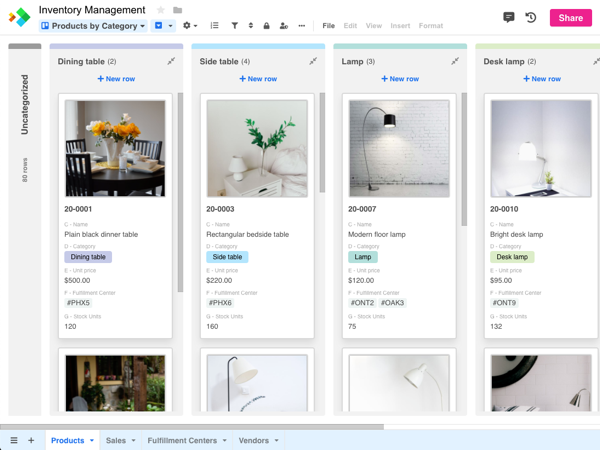 Inventory Management
Products by Category
File Edit View Insert Format
Share
Uncategorized
80 rows
Dining table (2)
+ New row
20-0001
C - Name
Plain black dinner table
D - Category
Dining table
E - Unit price
$500.00
F - Fulfillment Center
#PHX5
G - Stock Units
120
Side table (4)
+ New row
20-0003
C - Name
Rectangular bedside table
D - Category
Side table
E - Unit price
$220.00
F - Fulfillment Center
#PHX6
G - Stock Units
160
Lamp (3)
+ New row
20-0007
C - Name
Modern floor lamp
D - Category
Lamp
E - Unit price
$120.00
F - Fulfillment Center
#ONT2 #OAK3
G - Stock Units
75
Desk lamp (2)
+ New row
20-0010
C - Name
Bright desk lamp
D - Category
Desk lamp
E - Unit price
$95.00
F - Fulfillment Center
#ONT9
G - Stock Units
132
Products Sales Fulfillment Centers Vendors